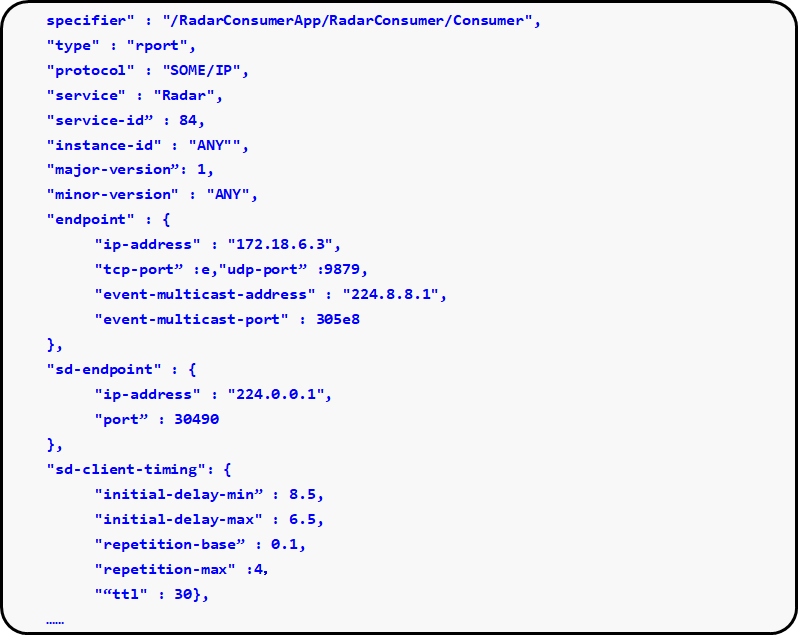 specifier" : "/RadarConsumerApp/RadarConsumer/Consumer",
"type" : "rport",
"protocol" : "SOME/IP",
"service" : "Radar",
"service-id” : 84,
"instance-id" : "ANY"",
"major-version”: 1,
"minor-version" : "ANY",
"endpoint" : {
"ip-address" : "172.18.6.3",
"tcp-port” :e,"udp-port” :9879,
"event-multicast-address" : "224.8.8.1",
"event-multicast-port" : 305e8
},
"sd-endpoint" : {
"ip-address" : "224.0.0.1",
"port” : 30490
},
"sd-client-timing": {
"initial-delay-min” : 8.5,
"initial-delay-max" : 6.5,
"repetition-base” : 0.1,
"repetition-max" :4,
"“ttl" : 30},
……